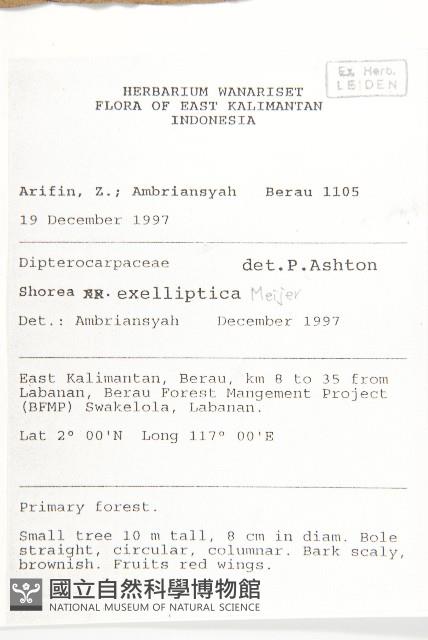 Ex Herb.
LEIDEN
HERBARIUM WANARISET
FLORA OF EAST KALIMANTAN
INDONESIA
Arifin, Z.; Ambriansyah Berau 1105
19 December 1997
Dipterocarpaceae det.P.Ashton
Shorea exelliptica Meijer
Det.: Ambriansyah December 1997
East Kalimantan, Berau, km 8 to 35 from
Labanan, Berau Forest Mangement Project
(BFMP) Swakelola, Labanan.
Lat 2° 00'N Long 117° 00'E
Primary forest.
Small tree 10 m tall, 8 cm in diam. Bole
straight, circular, columnar. Bark scaly,
brownish. Fruits red wings.
國立自然科學博物館
NATIONAL MUSEUM OF NATURAL SCIENCE